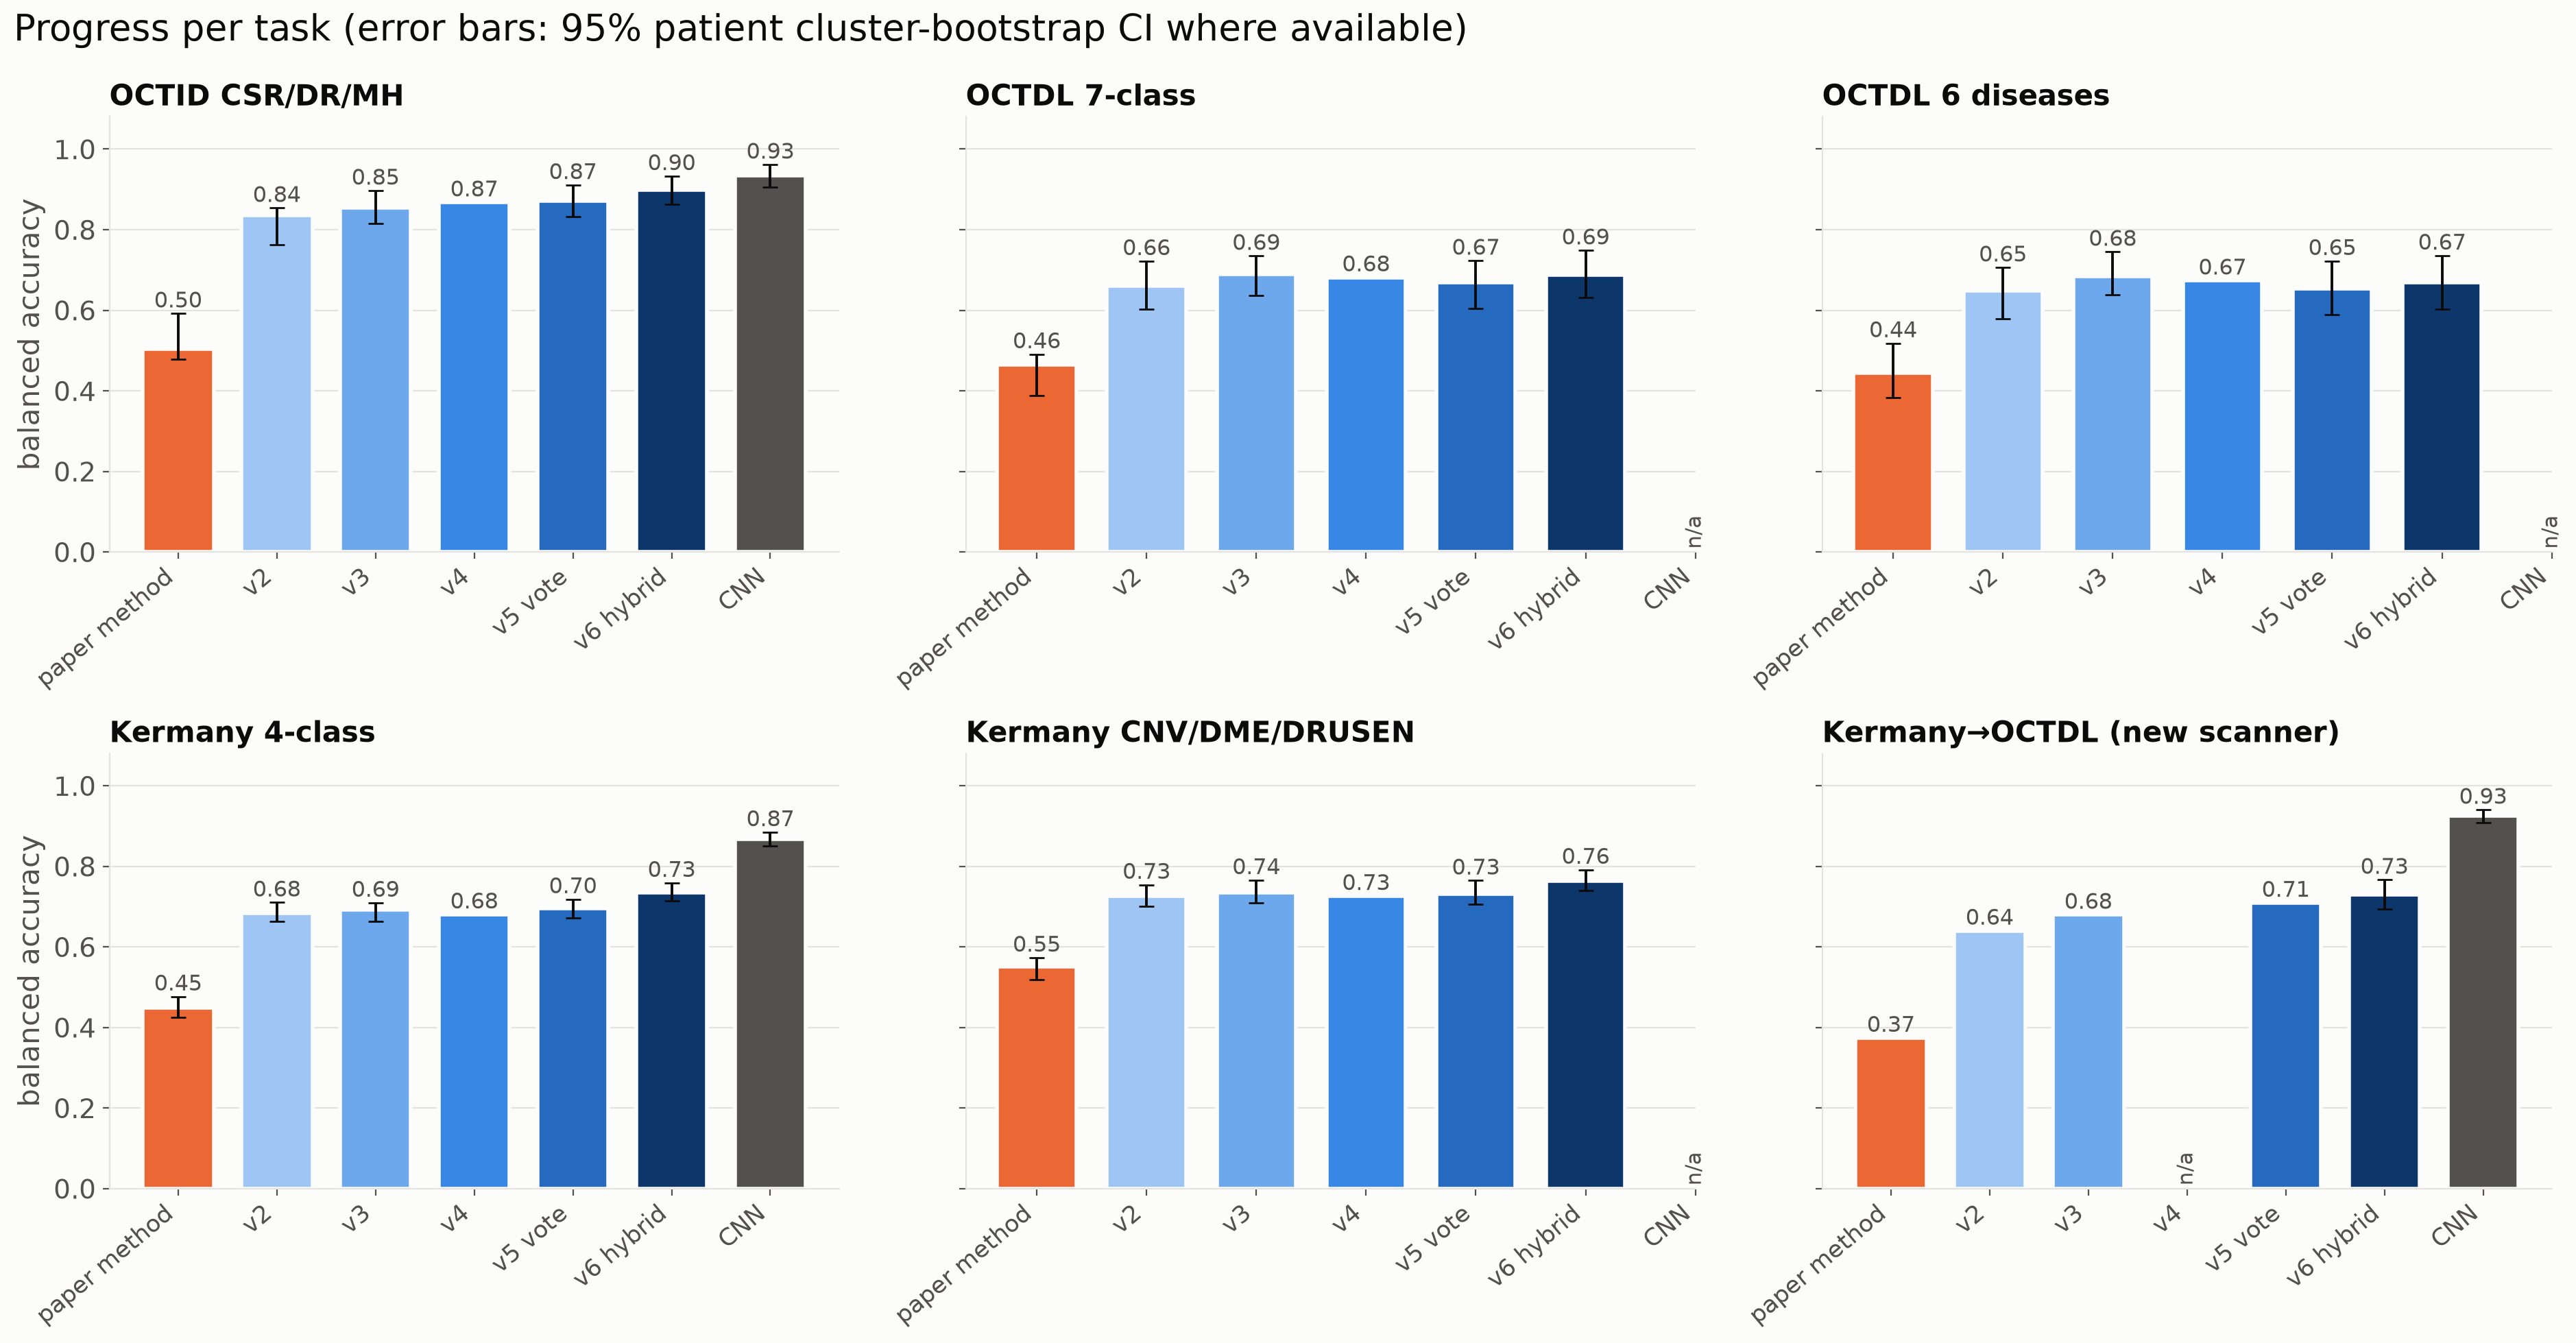 Progress per task (error bars: 95% patient cluster-bootstrap CI where available)
OCTID CSR/DR/MH
balanced accuracy
1.0
0.8
0.6
0.4
0.2
0.0
0.50
0.84
0.85
0.87
0.87
0.90
0.93
paper method
v2
v3
v4
v5 vote
v6 hybrid
CNN
OCTDL 7-class
0.46
0.66
0.69
0.68
0.67
0.69
n/a
paper method
v2
v3
v4
v5 vote
v6 hybrid
CNN
OCTDL 6 diseases
0.44
0.65
0.68
0.67
0.65
0.67
n/a
paper method
v2
v3
v4
v5 vote
v6 hybrid
CNN
Kermany 4-class
balanced accuracy
1.0
0.8
0.6
0.4
0.2
0.0
0.45
0.68
0.69
0.68
0.70
0.73
0.87
paper method
v2
v3
v4
v5 vote
v6 hybrid
CNN
Kermany CNV/DME/DRUSEN
0.55
0.73
0.74
0.73
0.73
0.76
n/a
paper method
v2
v3
v4
v5 vote
v6 hybrid
CNN
Kermany→OCTDL (new scanner)
0.37
0.64
0.68
n/a
0.71
0.73
0.93
paper method
v2
v3
v4
v5 vote
v6 hybrid
CNN